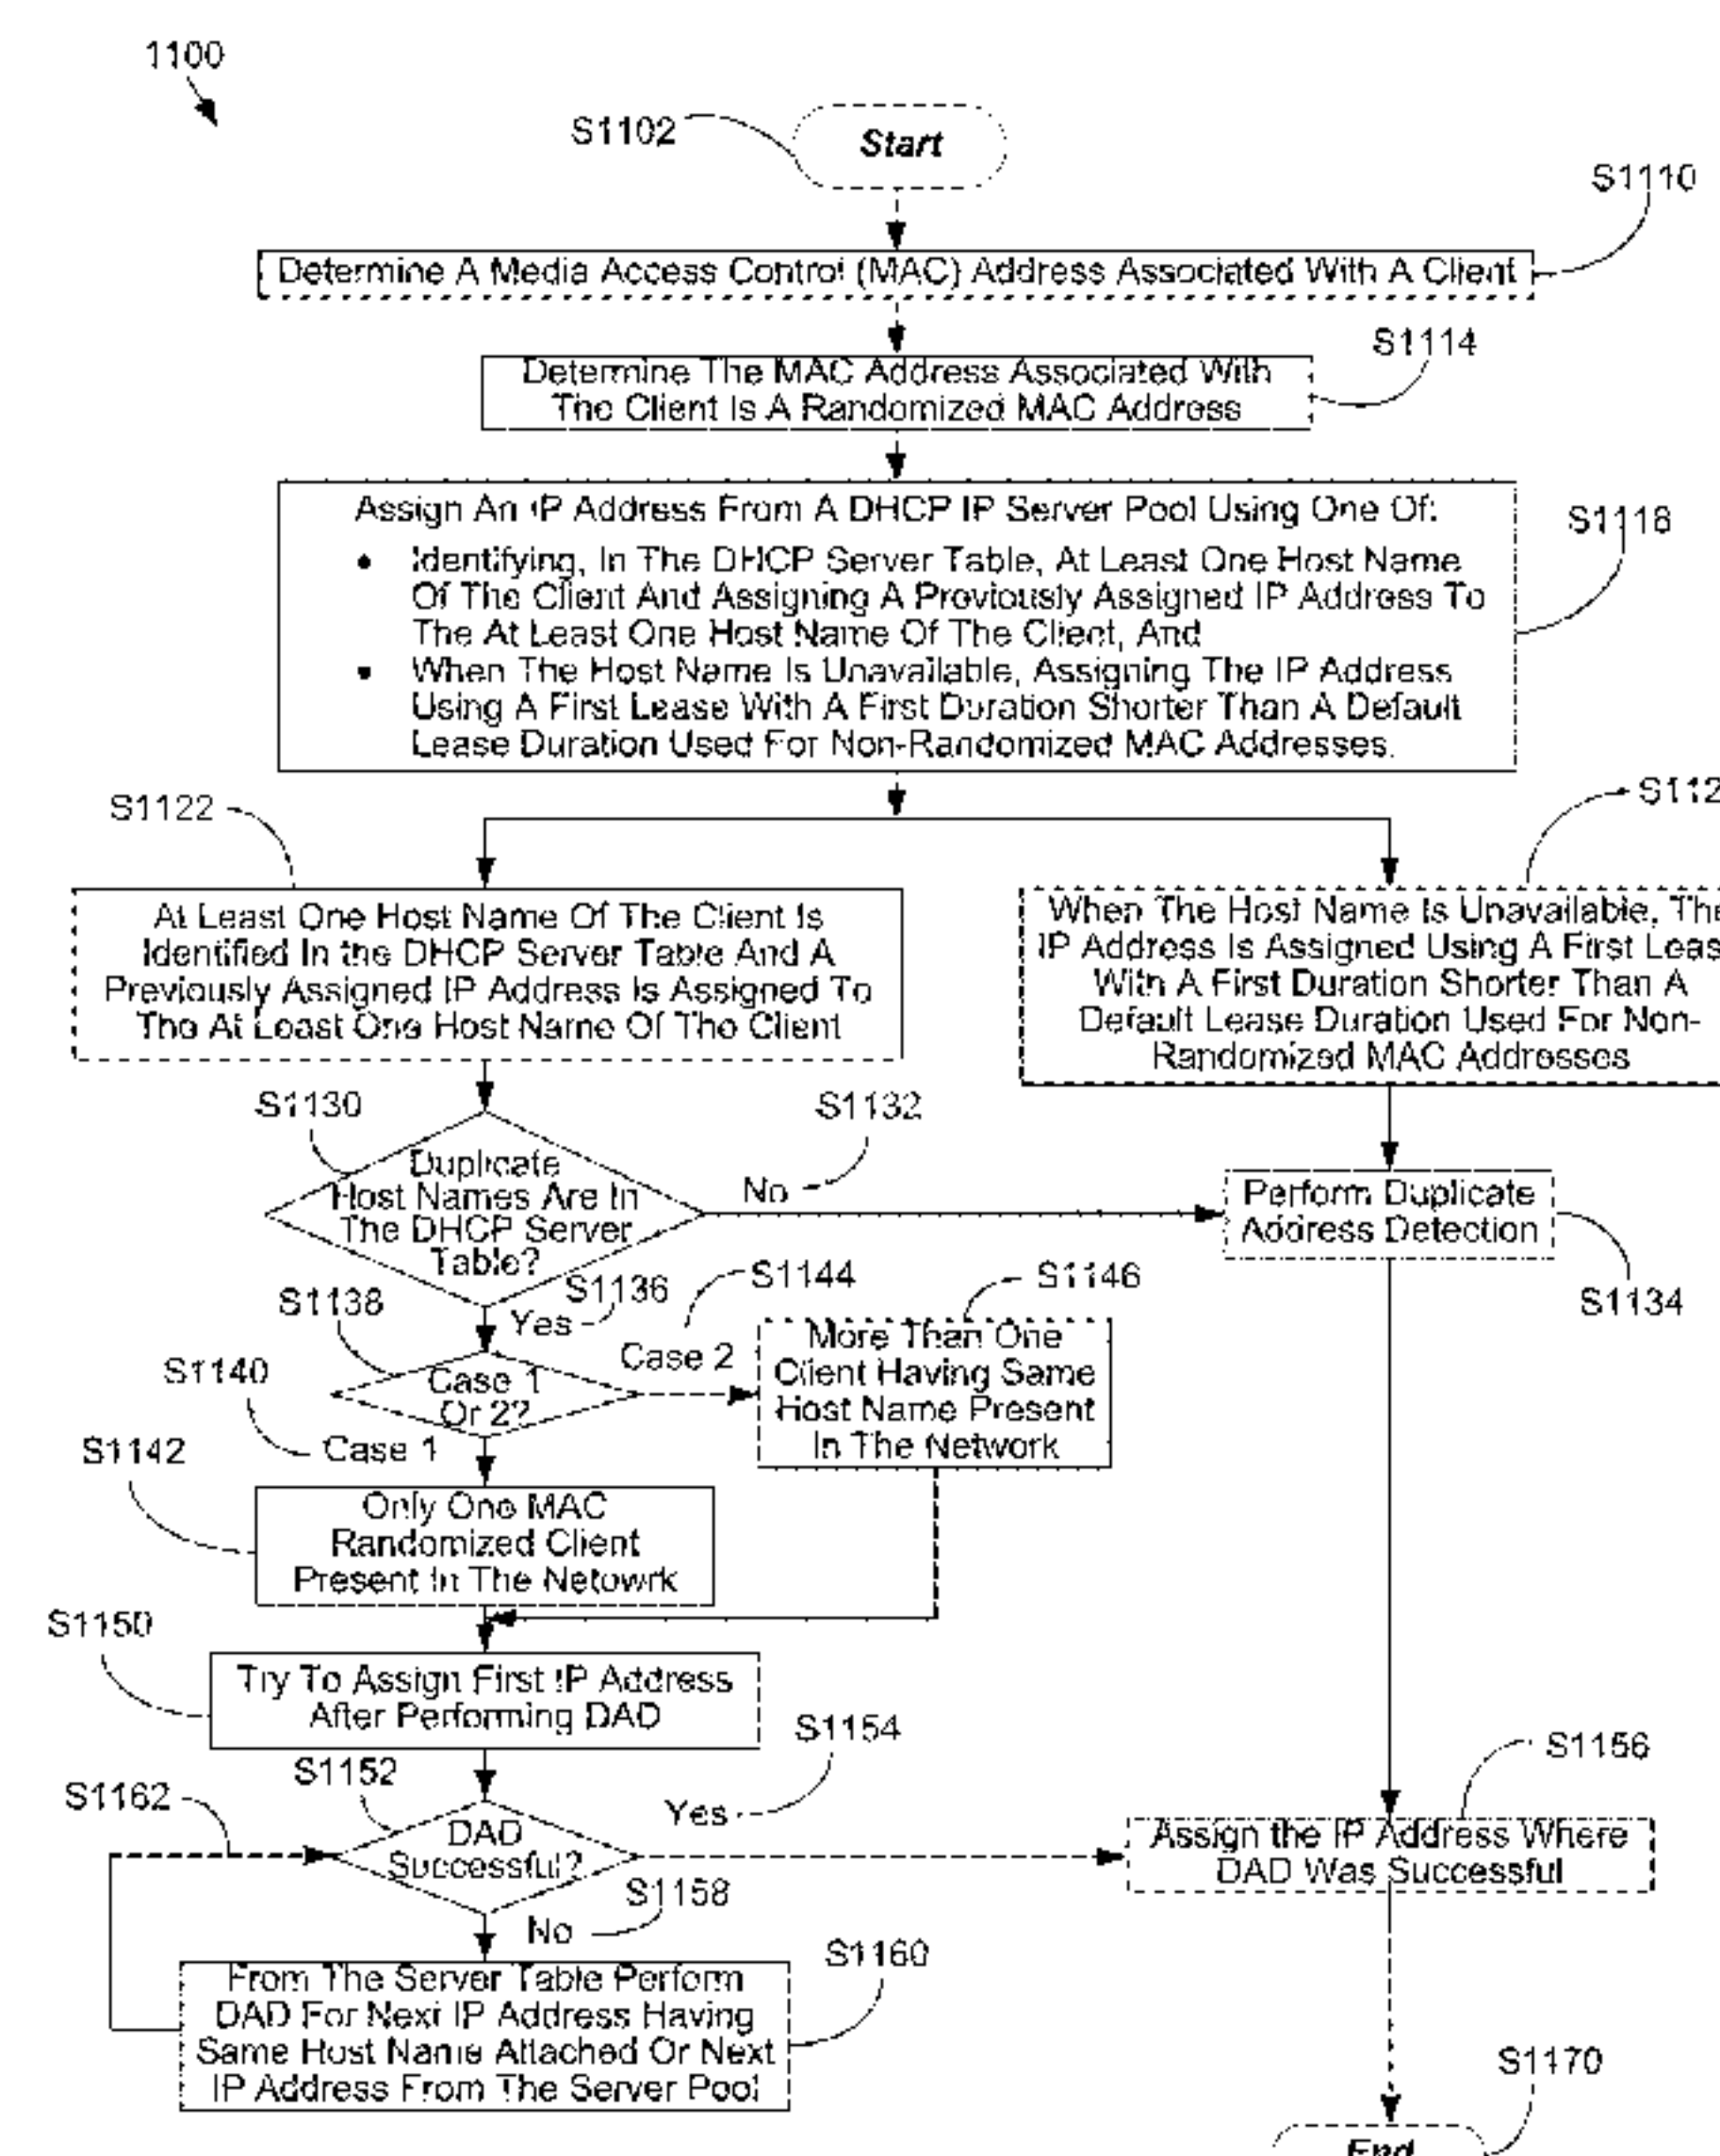 1100
S1102
Start
S1110
Determine A Media Access Control (MAC) Address Associated With A Client
S1114
Determine The MAC Address Associated With
The Client Is A Randomized MAC Address
S1118
Assign An IP Address From A DHCP IP Server Pool Using One Of:
• Identifying, In The DHCP Server Table, At Least One Host Name
Of The Client And Assigning A Previously Assigned IP Address To
The At Least One Host Name Of The Client, And
• When The Host Name Is Unavailable, Assigning The IP Address
Using A First Lease With A First Duration Shorter Than A Default
Lease Duration Used For Non-Randomized MAC Addresses.
S1122
S112
At Least One Host Name Of The Client Is
Identified In the DHCP Server Table And A
Previously Assigned IP Address Is Assigned To
The At Least One Host Name Of The Client
When The Host Name Is Unavailable, The
IP Address Is Assigned Using A First Leas
With A First Duration Shorter Than A
Default Lease Duration Used For Non-
Randomized MAC Addresses
S1130
S1132
Duplicate
Host Names Are In
The DHCP Server
Table?
No
Perform Duplicate
Address Detection
S1134
S1136
Yes
S1138
S1144
S1146
Case 1
Or 2?
Case 2
More Than One
Client Having Same
Host Name Present
In The Network
S1140
Case 1
S1142
Only One MAC
Randomized Client
Present In The Netowrk
S1150
Try To Assign First IP Address
After Performing DAD
S1152
S1154
S1156
S1162
DAD
Successful?
Yes
Assign the IP Address Where
DAD Was Successful
S1158
No
S1160
From The Server Table Perform
DAD For Next IP Address Having
Same Host Name Attached Or Next
IP Address From The Server Pool
S1170
End